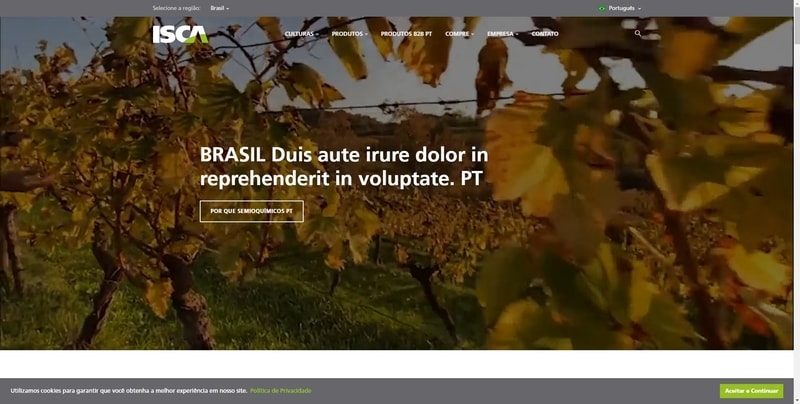 Selecione a região: Brasil
Português
ISCA
CULTURAS PRODUTOS PRODUTOS B2B PT COMPRE EMPRESA CONTATO
BRASIL Duis aute irure dolor in
reprehenderit in voluptate. PT
POR QUE SEMIOQUÍMICOS PT
Utilizamos cookies para garantir que você obtenha a melhor experiência em nosso site. Política de Privacidade
Aceitar e Continuar